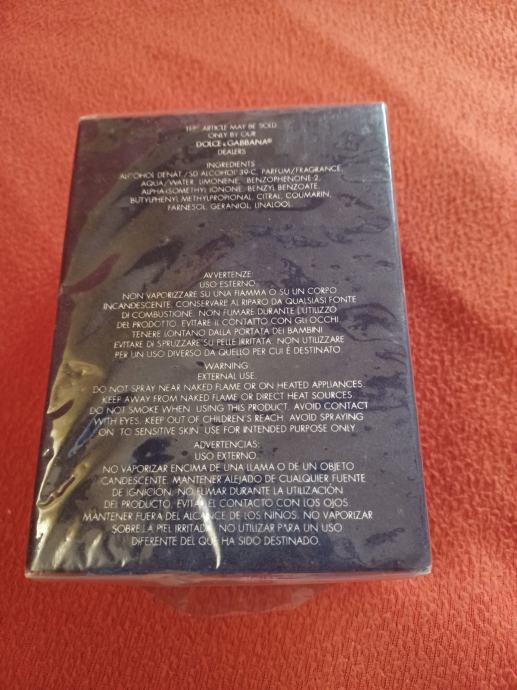 THIS ARTICLE MAY BE SOLD
ONLY BY OUR
DOLCE & GABBANA®
DEALERS
INGREDIENTS
ALCOHOL DENAT./SD ALCOHOL 39-C, PARFUM/FRAGRANCE,
AQUA/WATER, LIMONENE, BENZOPHENONE-2,
ALPHA-ISOMETHYL IONONE, BENZYL BENZOATE,
BUTYLPHENYL METHYLPROPIONAL, CITRAL, COUMARIN,
FARNESOL, GERANIOL, LINALOOL.
AVVERTENZE:
USO ESTERNO.
NON VAPORIZZARE SU UNA FIAMMA O SU UN CORPO
INCANDESCENTE. CONSERVARE AL RIPARO DA QUALSIASI FONTE
DI COMBUSTIONE. NON FUMARE DURANTE L'UTILIZZO
DEL PRODOTTO. EVITARE IL CONTATTO CON GLI OCCHI.
TENERE LONTANO DALLA PORTATA DEI BAMBINI.
EVITARE DI SPRUZZARE SU PELLE IRRITATA. NON UTILIZZARE
PER UN USO DIVERSO DA QUELLO PER CUI È DESTINATO
WARNING:
EXTERNAL USE.
DO NOT SPRAY NEAR NAKED FLAME OR ON HEATED APPLIANCES.
KEEP AWAY FROM NAKED FLAME OR DIRECT HEAT SOURCES.
DO NOT SMOKE WHEN USING THIS PRODUCT. AVOID CONTACT
WITH EYES. KEEP OUT OF CHILDREN'S REACH. AVOID SPRAYING
ON TO SENSITIVE SKIN. USE FOR INTENDED PURPOSE ONLY.
ADVERTENCIAS:
USO EXTERNO.
NO VAPORIZAR ENCIMA DE UNA LLAMA O DE UN OBJETO
CANDESCENTE. MANTENER ALEJADO DE CUALQUIER FUENTE
DE IGNICIÓN. NO FUMAR DURANTE LA UTILIZACIÓN
DEL PRODUCTO. EVITAR EL CONTACTO CON LOS OJOS.
MANTENER FUERA DEL ALCANCE DE LOS NIÑOS. NO VAPORIZAR
SOBRE LA PIEL IRRITADA. NO UTILIZAR PARA UN USO
DIFERENTE DEL QUE HA SIDO DESTINADO.